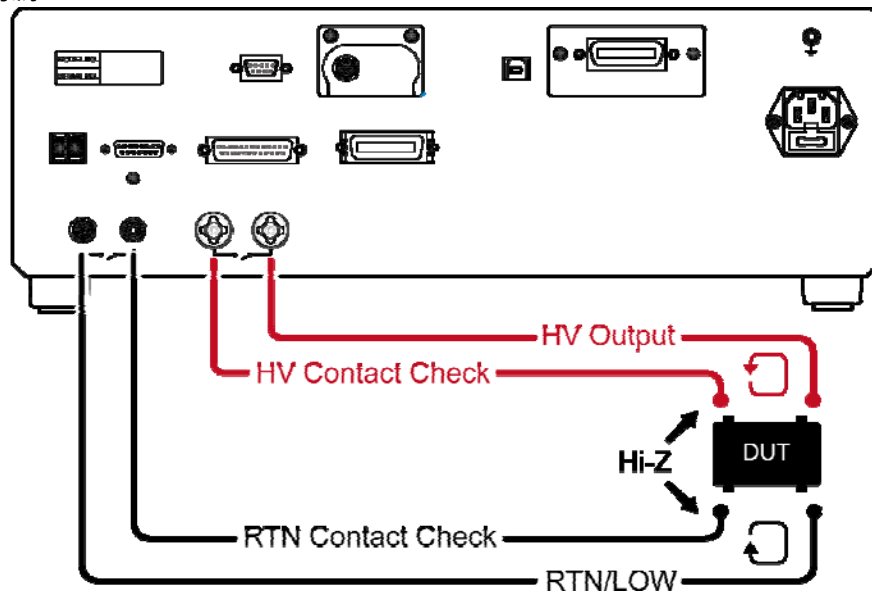 HV Output
HV Contact Check
DUT
Hi-Z
RTN Contact Check
RTN/LOW